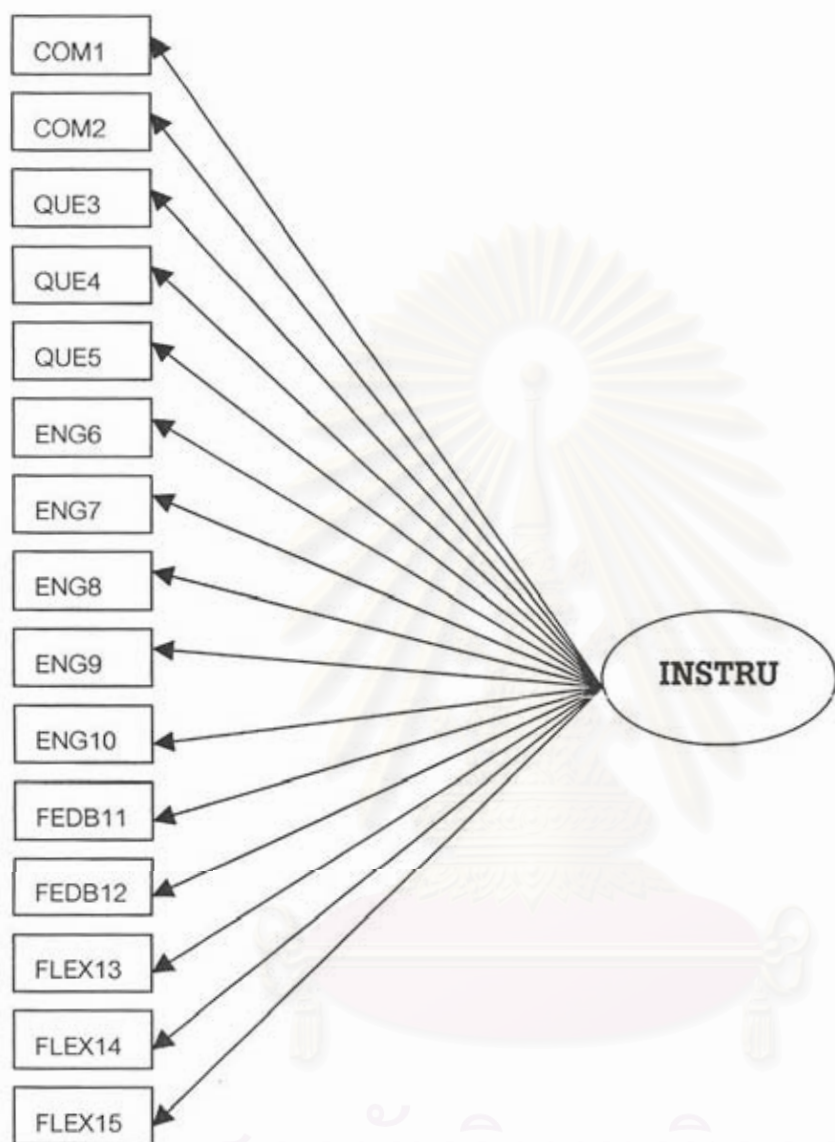 COM1
COM2
QUE3
QUE4
QUE5
ENG6
ENG7
ENG8
ENG9
ENG10
FEDB11
FEDB12
FLEX13
FLEX14
FLEX15
INSTRU